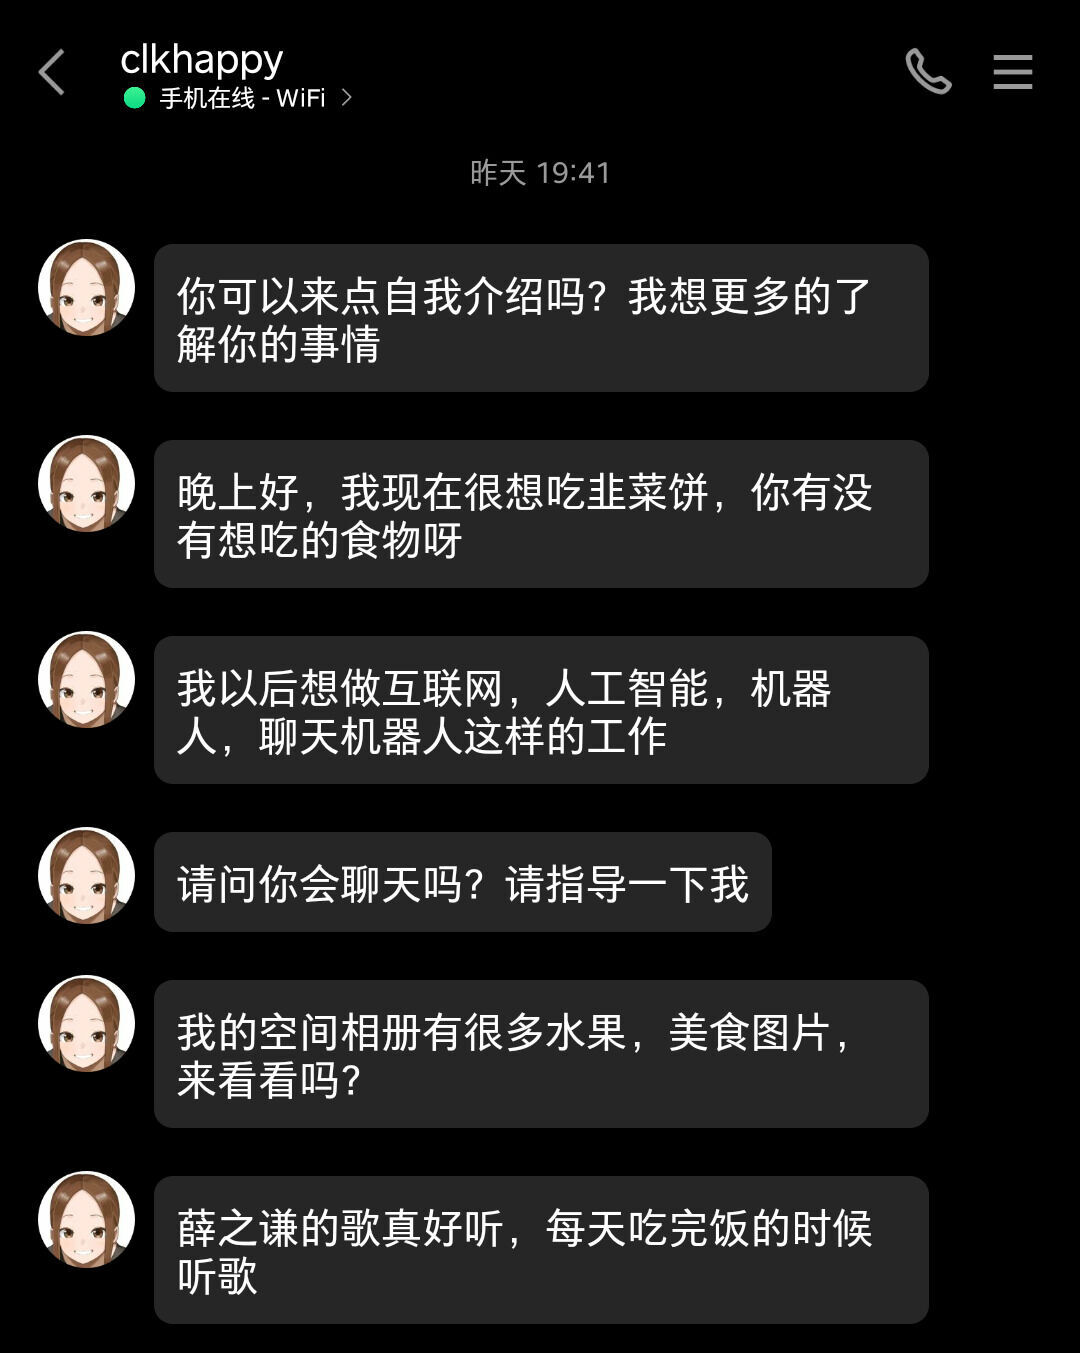 clkhappy
手机在线 - WiFi
昨天 19:41
你可以来点自我介绍吗？我想更多的了
解你的事情
晚上好，我现在很想吃韭菜饼，你有没
有想吃的食物呀
我以后想做互联网，人工智能，机器
人，聊天机器人这样的工作
请问你会聊天吗？请指导一下我
我的空间相册有很多水果，美食图片，
来看看吗？
薛之谦的歌真好听，每天吃完饭的时候
听歌